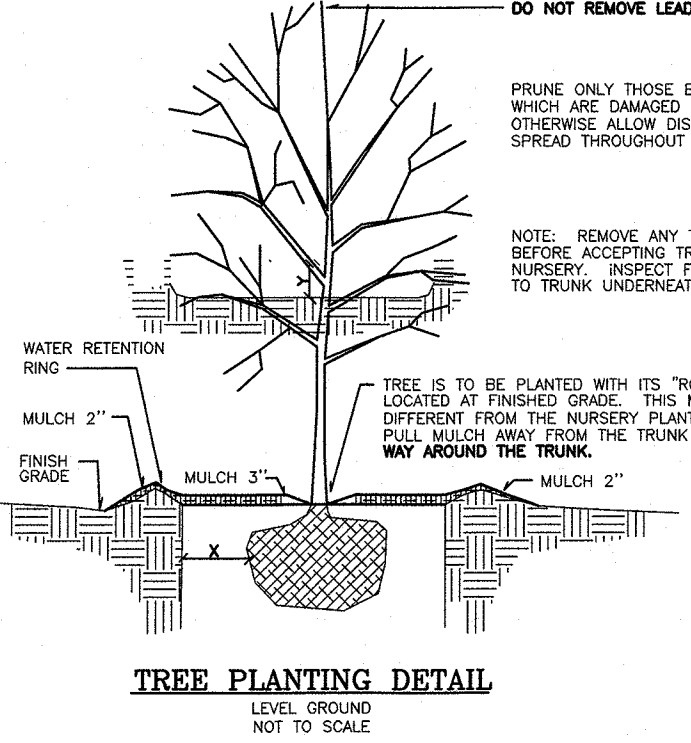 DO NOT REMOVE LEAD
PRUNE ONLY THOSE B
WHICH ARE DAMAGED
OTHERWISE ALLOW DIS
SPREAD THROUGHOUT
NOTE: REMOVE ANY T
BEFORE ACCEPTING TR
NURSERY. INSPECT F
TO TRUNK UNDERNEAT
Y
WATER RETENTION
RING
TREE IS TO BE PLANTED WITH ITS "RO
LOCATED AT FINISHED GRADE. THIS M
DIFFERENT FROM THE NURSERY PLANT
PULL MULCH AWAY FROM THE TRUNK
WAY AROUND THE TRUNK.
MULCH 2"
FINISH
GRADE
MULCH 3"
MULCH 2"
X
TREE PLANTING DETAIL
LEVEL GROUND
NOT TO SCALE